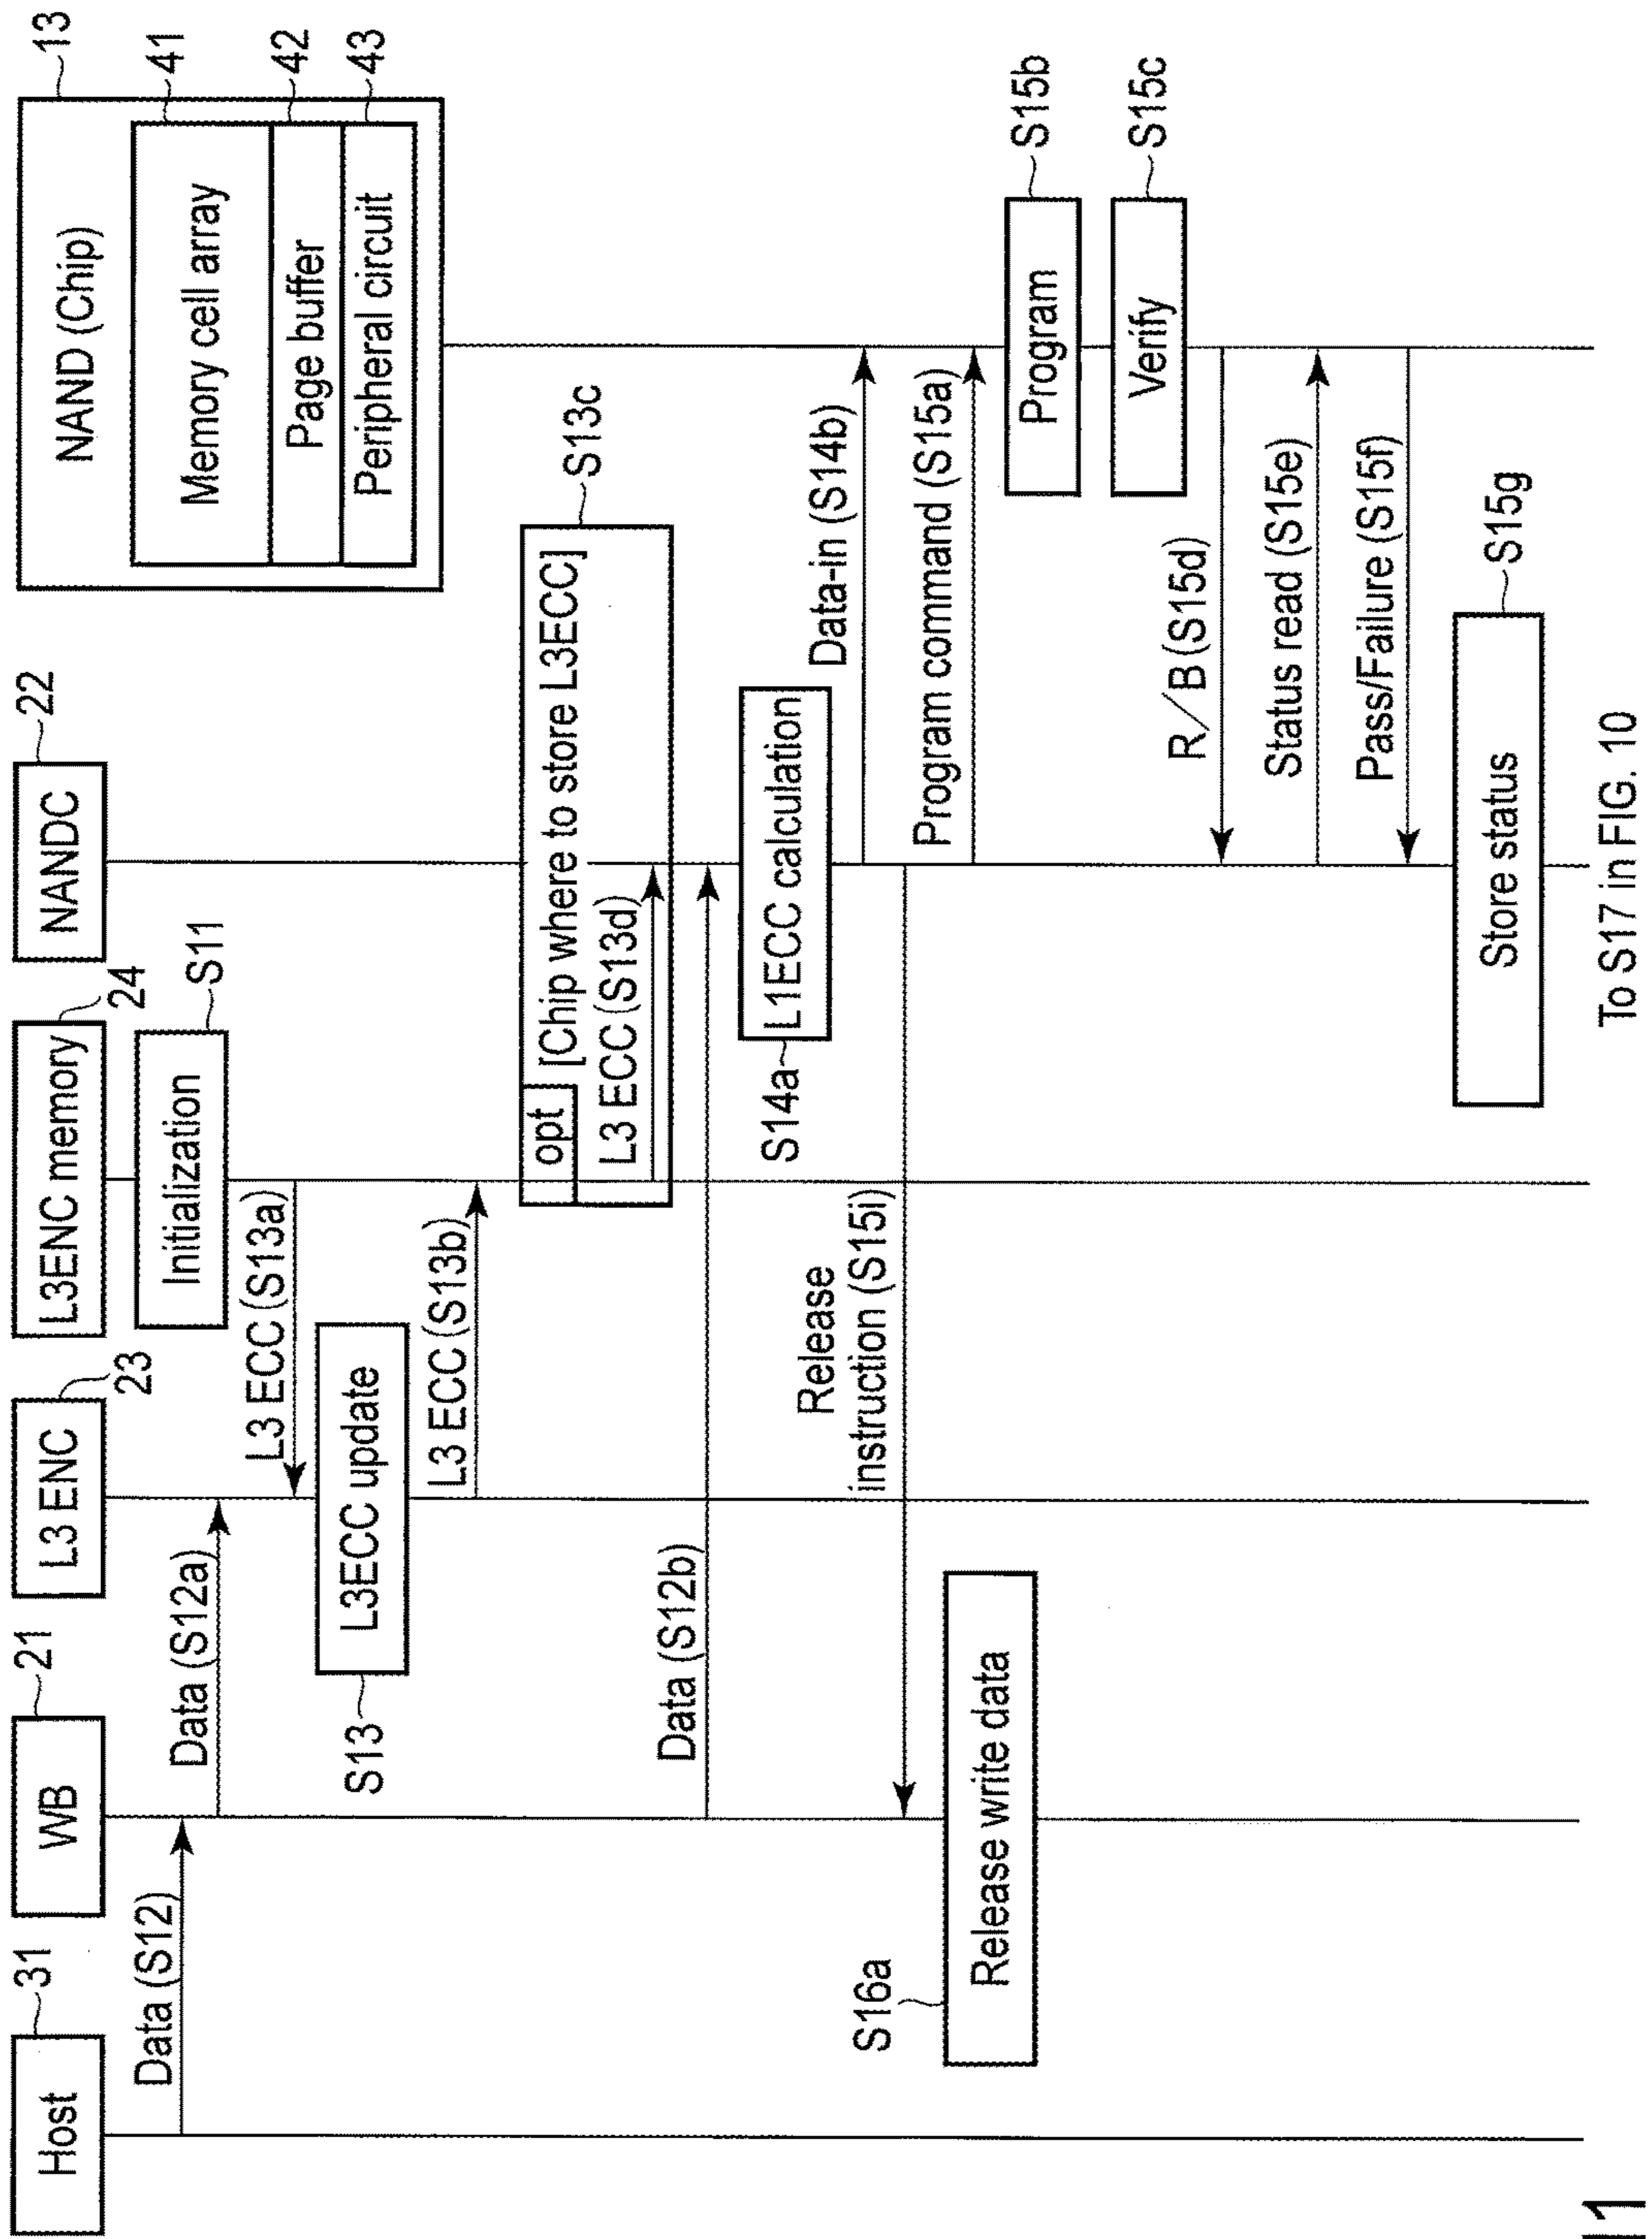 Host
31
WB
21
L3 ENC
23
L3ENC memory
24
NANDC
22
NAND (Chip)
13
Memory cell array
41
Page buffer
42
Peripheral circuit
43
Initialization
S11
Data (S12)
Data (S12a)
L3 ECC (S13a)
L3ECC update
S13
L3 ECC (S13b)
opt
[Chip where to store L3ECC]
S13c
L3 ECC (S13d)
Data (S12b)
L1ECC calculation
S14a
Data-in (S14b)
Release
instruction (S15i)
Program command (S15a)
Release write data
S16a
Program
S15b
Verify
S15c
R/B (S15d)
Status read (S15e)
Pass/Failure (S15f)
Store status
S15g
To S17 in FIG. 10